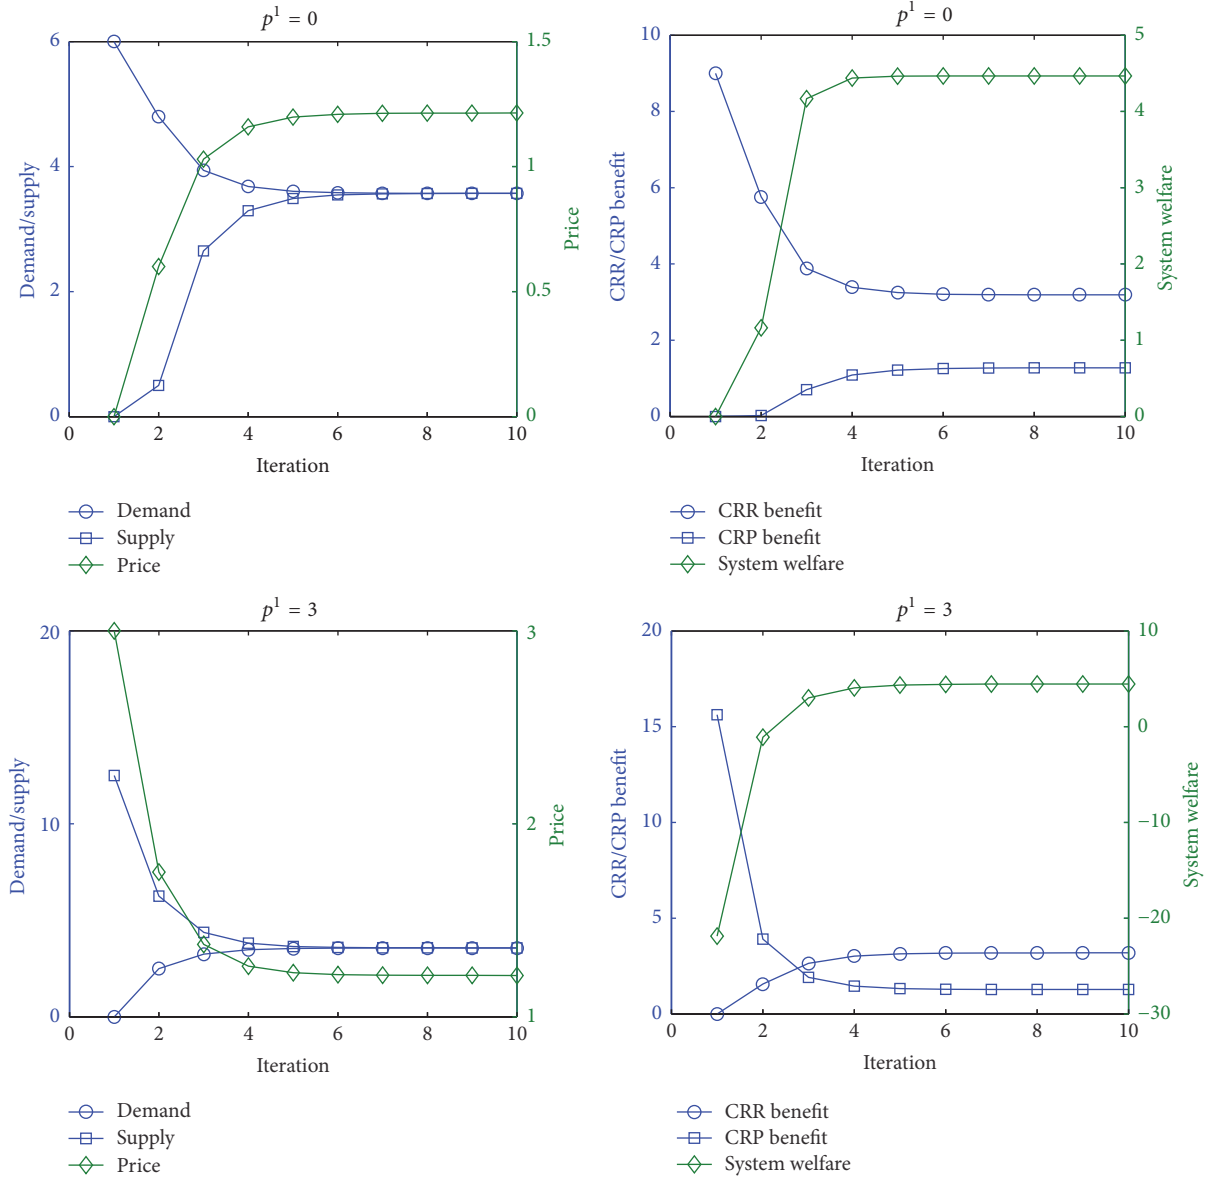 p¹ = 0
6
4
2
0
1.5
1
0.5
0
0
2
4
6
8
10
Demand/supply
Price
Iteration
Demand
Supply
Price
p¹ = 0
10
8
6
4
2
0
5
4
3
2
1
0
0
2
4
6
8
10
CRR/CRP benefit
System welfare
Iteration
CRR benefit
CRP benefit
System welfare
p¹ = 3
20
10
0
3
2
1
0
2
4
6
8
10
Demand/supply
Price
Iteration
Demand
Supply
Price
p¹ = 3
20
15
10
5
0
10
0
−10
−20
−30
0
2
4
6
8
10
CRR/CRP benefit
System welfare
Iteration
CRR benefit
CRP benefit
System welfare